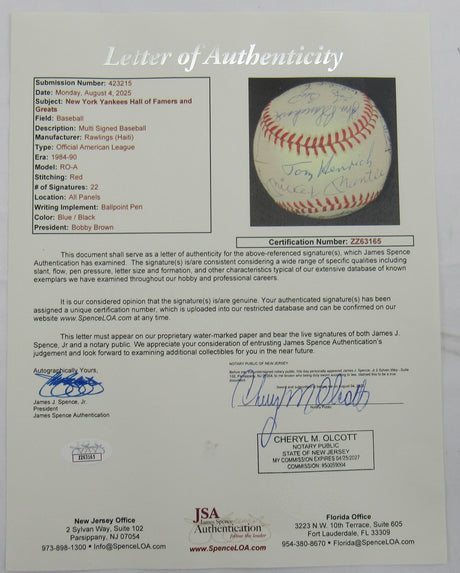 Letter of Authenticity
Submission Number: 423215
Date: Monday, August 4, 2025
Subject: New York Yankees Hall of Famers and
Greats
Field: Baseball
Description: Multi Signed Baseball
Manufacturer: Rawlings (Haiti)
Type: Official American League
Era: 1984-90
Model: RO-A
Stitching: Red
# of Signatures: 22
Location: All Panels
Writing Implement: Ballpoint Pen
Color: Blue / Black
President: Bobby Brown
Tom Henrich
Mickey Mantle
Certification Number: ZZ63165
This document shall serve as a letter of authenticity for the above-referenced signature(s), which James Spence
Authentication has examined. The signature(s) is/are consistent considering a wide range of specific qualities including
slant, flow, pen pressure, letter size and formation, and other characteristics typical of our extensive database of known
exemplars we have examined throughout our hobby and professional careers.
It is our considered opinion that the signature(s) is/are genuine. Your authenticated signature(s) has been
assigned a unique certification number, which is uploaded into our restricted database and can be confirmed on our
website www.SpenceLOA.com at any time.
This letter must appear on our proprietary water-marked paper and bear the live signatures of both James J.
Spence, Jr and a notary public. We appreciate your consideration of entrusting James Spence Authentication's
judgement and look forward to examining additional collectibles for you in the near future.
NOTARY PUBLIC OF NEW JERSEY
Autographically Yours,
Cheryl M Olcott
Notary Public
James J. Spence, Jr.
President
James Spence Authentication
CHERYL M. OLCOTT
NOTARY PUBLIC
STATE OF NEW JERSEY
MY COMMISSION EXPIRES 04/25/2027
COMMISSION: #50059094
ZZ63165
New Jersey Office
2 Sylvan Way, Suite 102
Parsippany, NJ 07054
973-898-1300 • Info@SpenceLOA.com
JSA
James Spence
Authentication
follow the leader
www.SpenceLOA.com
Florida Office
3223 N.W. 10th Terrace, Suite 605
Fort Lauderdale, FL 33309
954-380-8670 • Florida@SpenceLOA.com